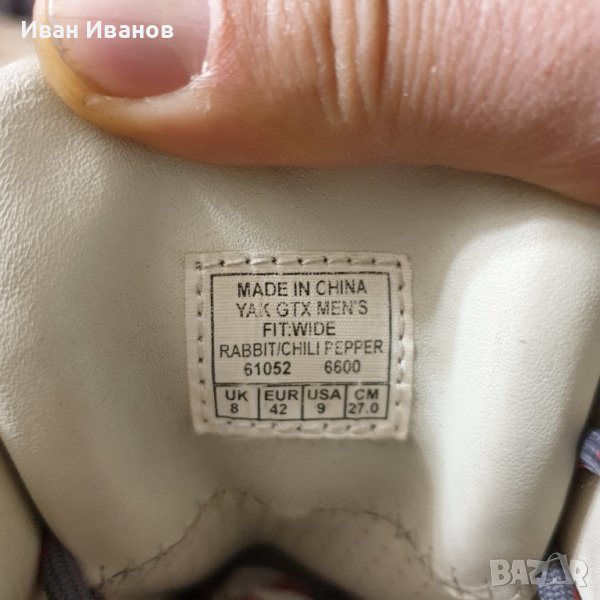 Иван Иванов
MADE IN CHINA
YAK GTX MEN'S
FIT:WIDE
RABBIT/CHILI PEPPER
61052 6600
UK EUR USA CM
8 42 9 27.0
BAZAR